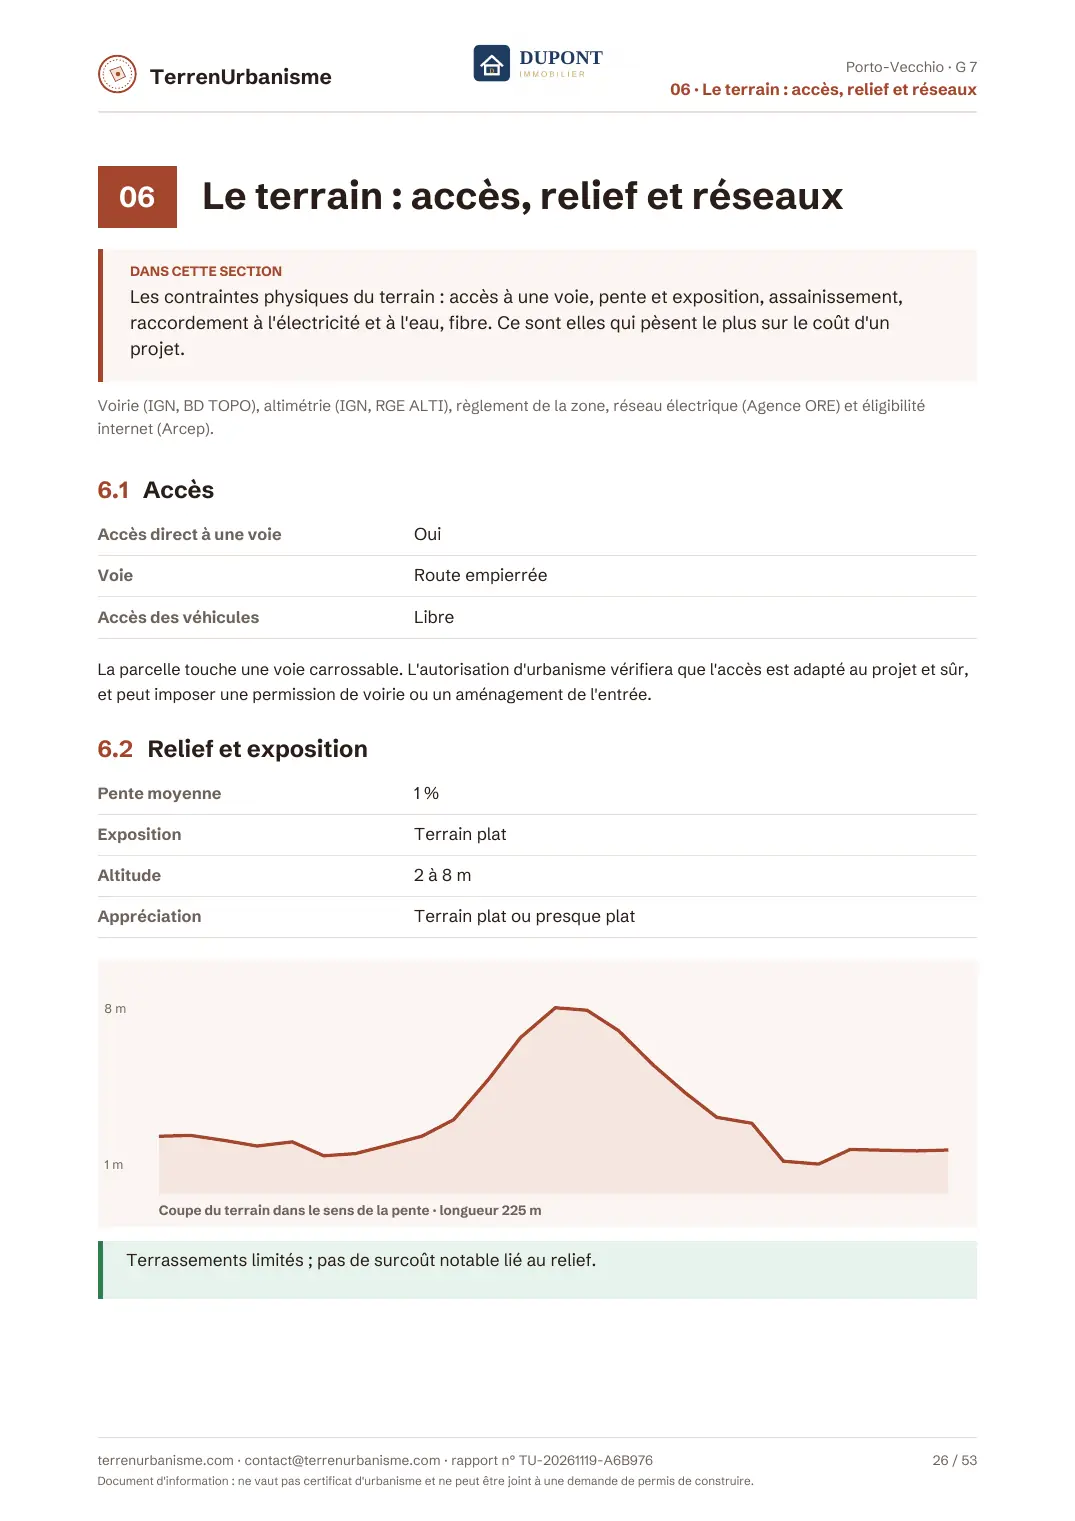 TerrenUrbanisme
DUPONT
IMMOBILIER
Porto-Vecchio · G 7
06 · Le terrain : accès, relief et réseaux
06
Le terrain : accès, relief et réseaux
DANS CETTE SECTION
Les contraintes physiques du terrain : accès à une voie, pente et exposition, assainissement,
raccordement à l'électricité et à l'eau, fibre. Ce sont elles qui pèsent le plus sur le coût d'un
projet.
Voirie (IGN, BD TOPO), altimétrie (IGN, RGE ALTI), règlement de la zone, réseau électrique (Agence ORE) et éligibilité
internet (Arcep).
6.1 Accès
Accès direct à une voie Oui
Voie Route empierrée
Accès des véhicules Libre
La parcelle touche une voie carrossable. L'autorisation d'urbanisme vérifiera que l'accès est adapté au projet et sûr,
et peut imposer une permission de voirie ou un aménagement de l'entrée.
6.2 Relief et exposition
Pente moyenne 1 %
Exposition Terrain plat
Altitude 2 à 8 m
Appréciation Terrain plat ou presque plat
8 m
1 m
Coupe du terrain dans le sens de la pente · longueur 225 m
Terrassements limités ; pas de surcoût notable lié au relief.
terrenurbanisme.com · contact@terrenurbanisme.com · rapport n° TU-20261119-A6B976
26 / 53
Document d'information : ne vaut pas certificat d'urbanisme et ne peut être joint à une demande de permis de construire.